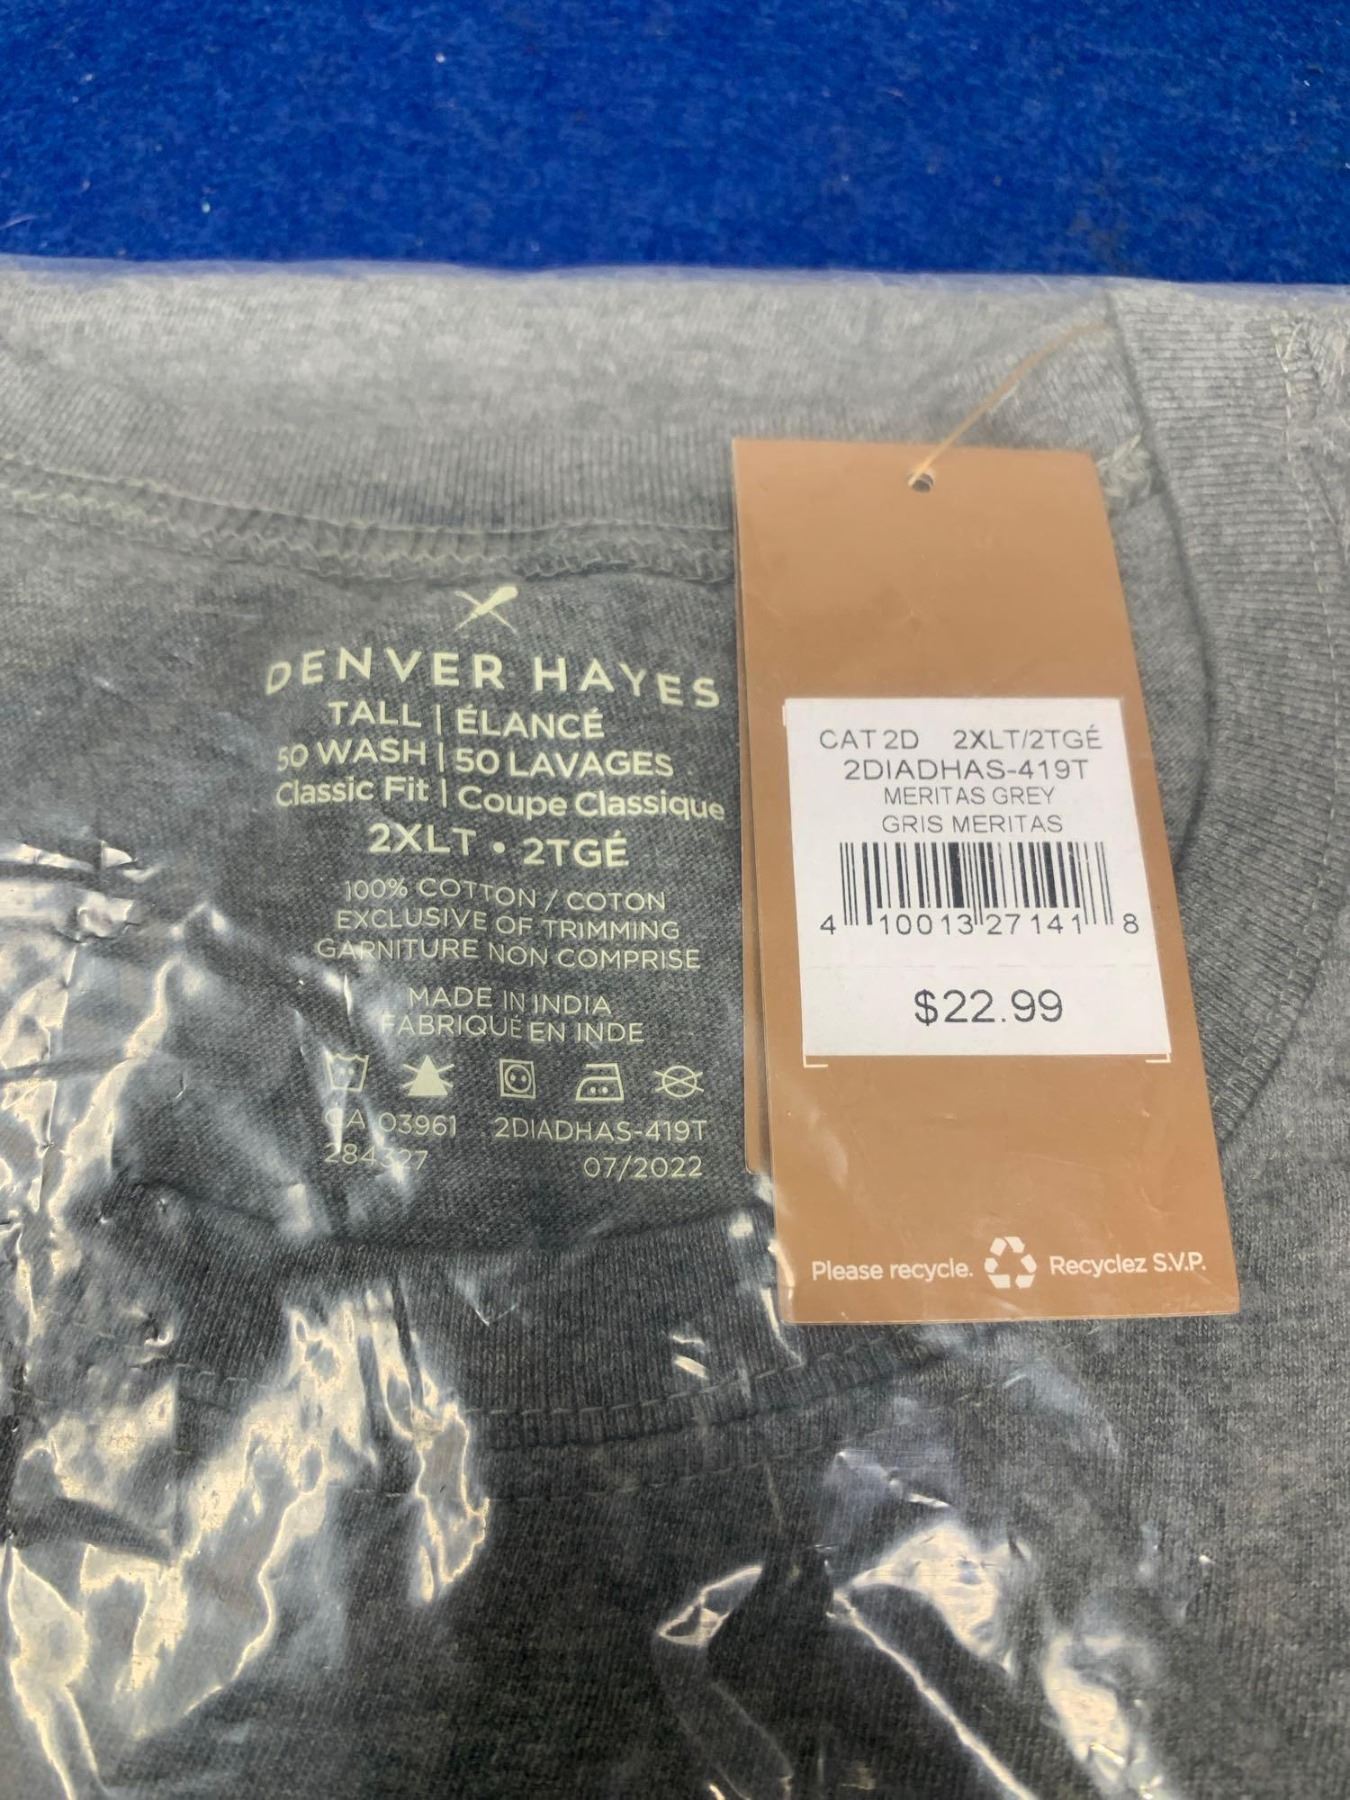 DENVER HAYES
TALL | ÉLANCÉ
50 WASH | 50 LAVAGES
Classic Fit | Coupe Classique
2XLT • 2TGÉ
100% COTTON / COTON
EXCLUSIVE OF TRIMMING
GARNITURE NON COMPRISE
MADE IN INDIA
FABRIQUÉ EN INDE
CA 03961 2DIADHAS-419T
284327 07/2022
CAT 2D 2XLT/2TGÉ
2DIADHAS-419T
MERITAS GREY
GRIS MERITAS
4 10013 27141 8
$22.99
Please recycle. Recyclez S.V.P.